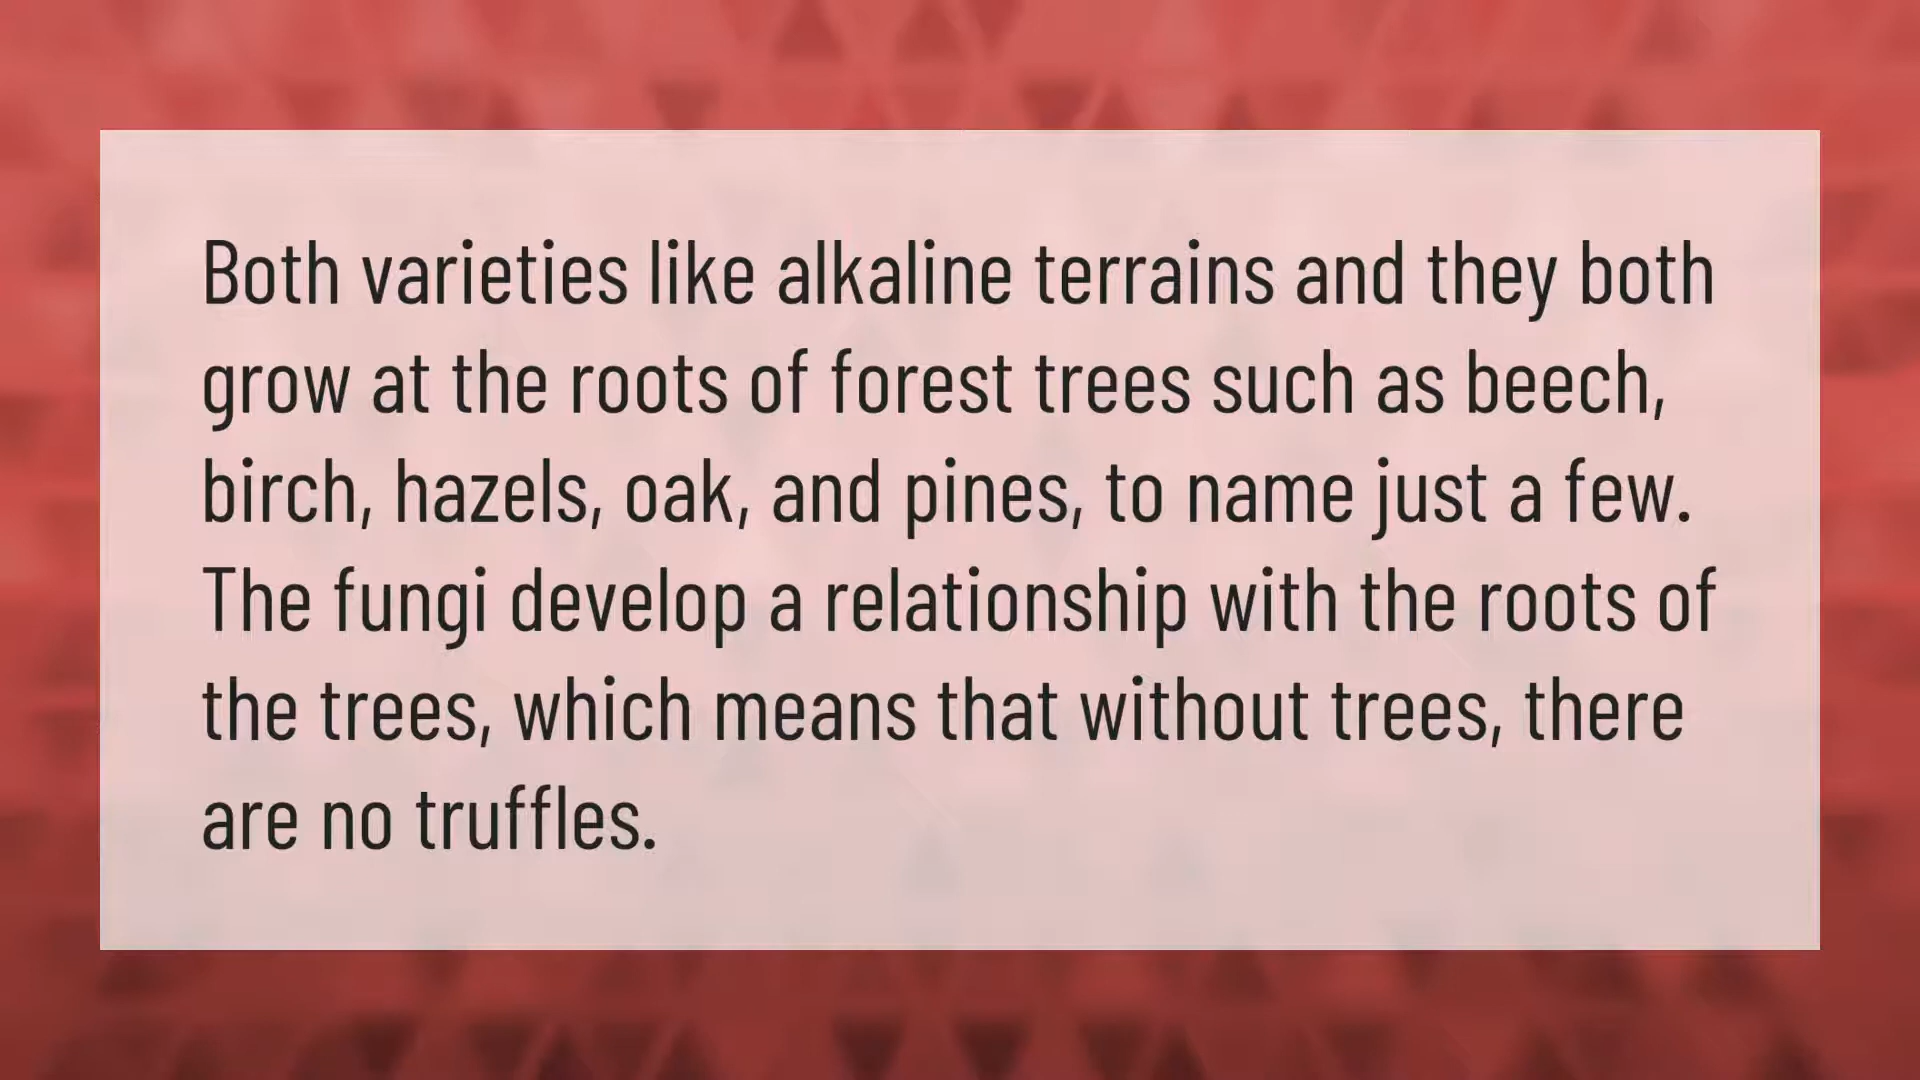 Both varieties like alkaline terrains and they both
grow at the roots of forest trees such as beech,
birch, hazels, oak, and pines, to name just a few.
The fungi develop a relationship with the roots of
the trees, which means that without trees, there
are no truffles.